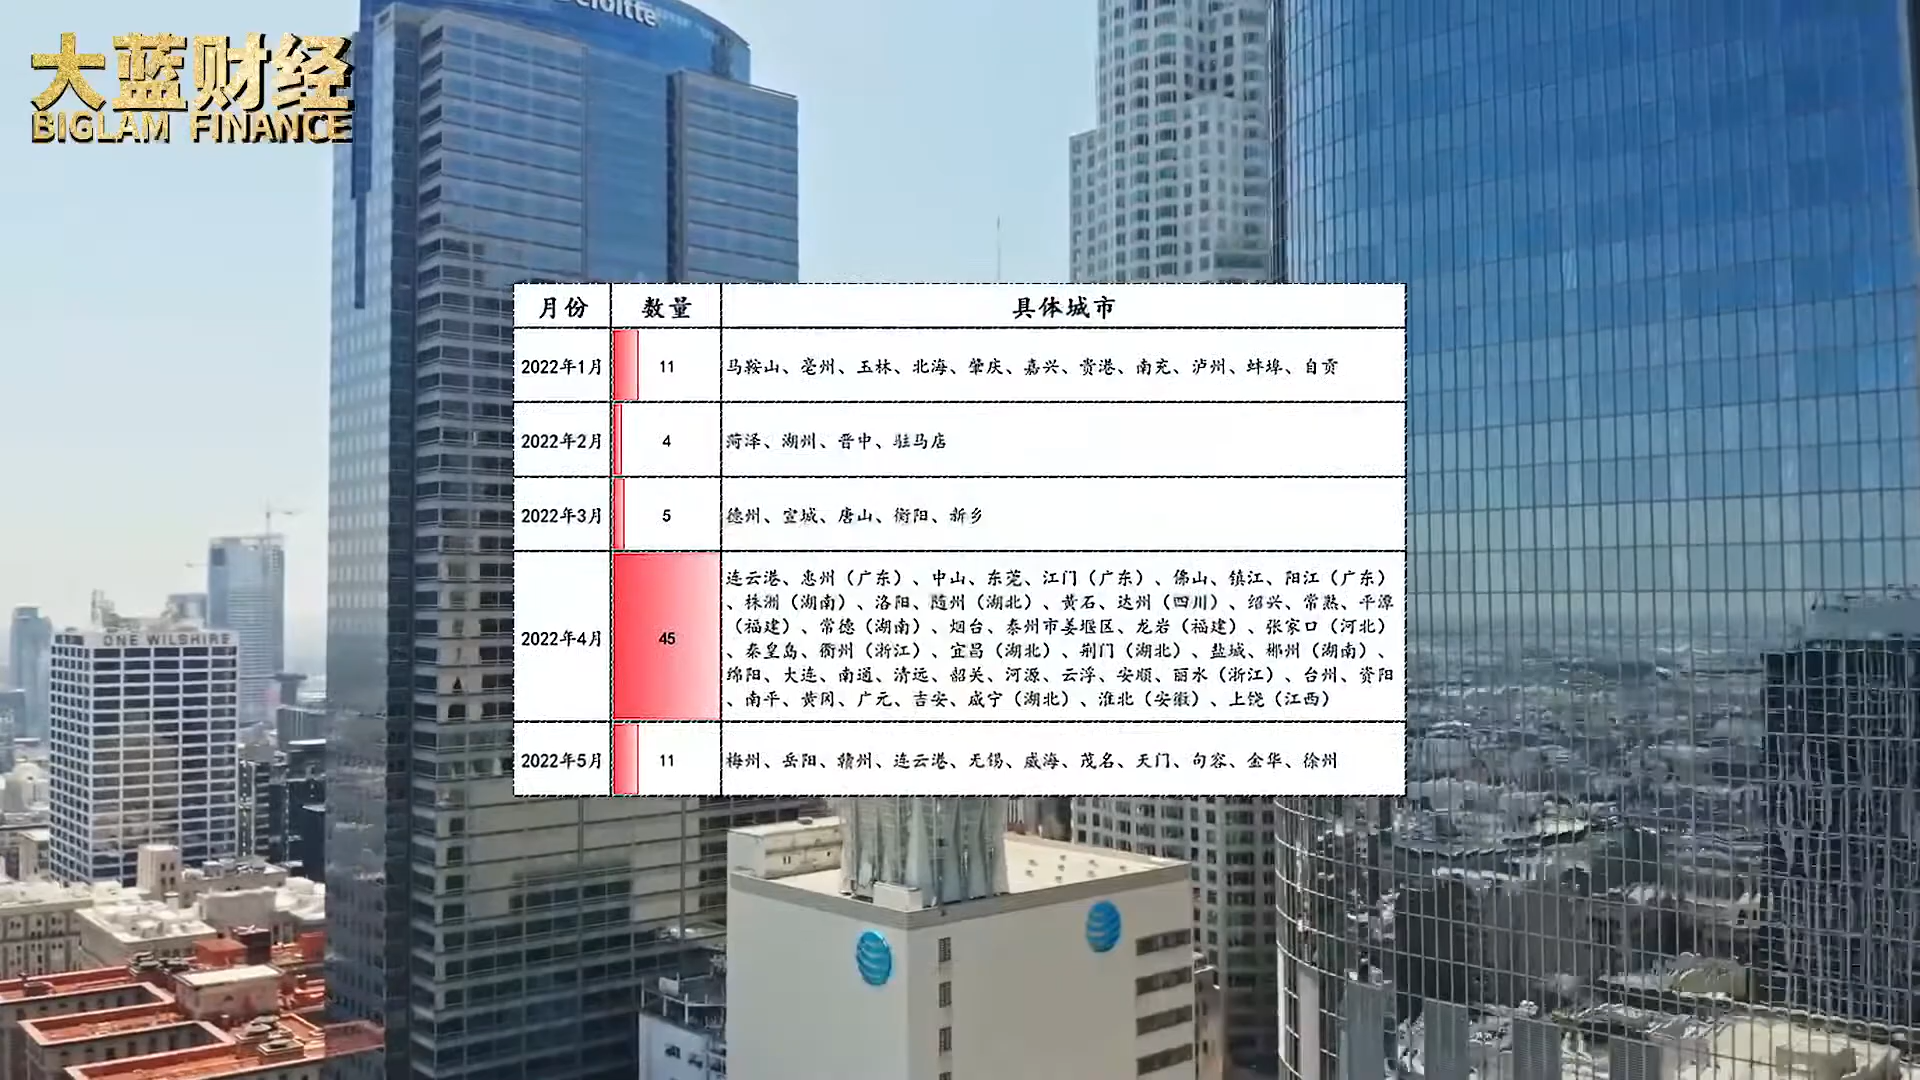 大蓝财经
BIGLAM FINANCE
Deloitte
ONE WILSHIRE
月份 数量 具体城市
2022年1月 11 马鞍山、亳州、玉林、北海、肇庆、嘉兴、贵港、南充、泸州、蚌埠、自贡
2022年2月 4 菏泽、湖州、晋中、驻马店
2022年3月 5 德州、宣城、唐山、衡阳、新乡
连云港、惠州（广东）、中山、东莞、江门（广东）、佛山、镇江、阳江（广东）
、株洲（湖南）、洛阳、随州（湖北）、黄石、达州（四川）、绍兴、常熟、平潭
（福建）、常德（湖南）、烟台、泰州市姜堰区、龙岩（福建）、张家口（河北）
2022年4月 45
、秦皇岛、衢州（浙江）、宜昌（湖北）、荆门（湖北）、盐城、郴州（湖南）、
绵阳、大连、南通、清远、韶关、河源、云浮、安顺、丽水（浙江）、台州、资阳
、南平、黄冈、广元、吉安、咸宁（湖北）、淮北（安徽）、上饶（江西）
2022年5月 11 梅州、岳阳、赣州、连云港、无锡、威海、茂名、天门、句容、金华、徐州